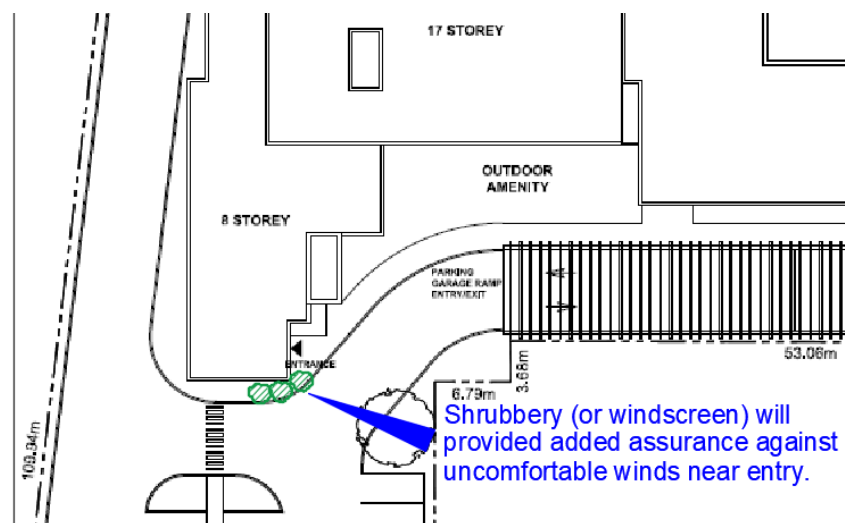 17 STOREY
OUTDOOR
AMENITY
8 STOREY
PARKING
GARAGE RAMP
ENTRY/EXIT
ENTRANCE
53.06m
3.68m
6.79m
109.94m
Shrubbery (or windscreen) will
provided added assurance against
uncomfortable winds near entry.